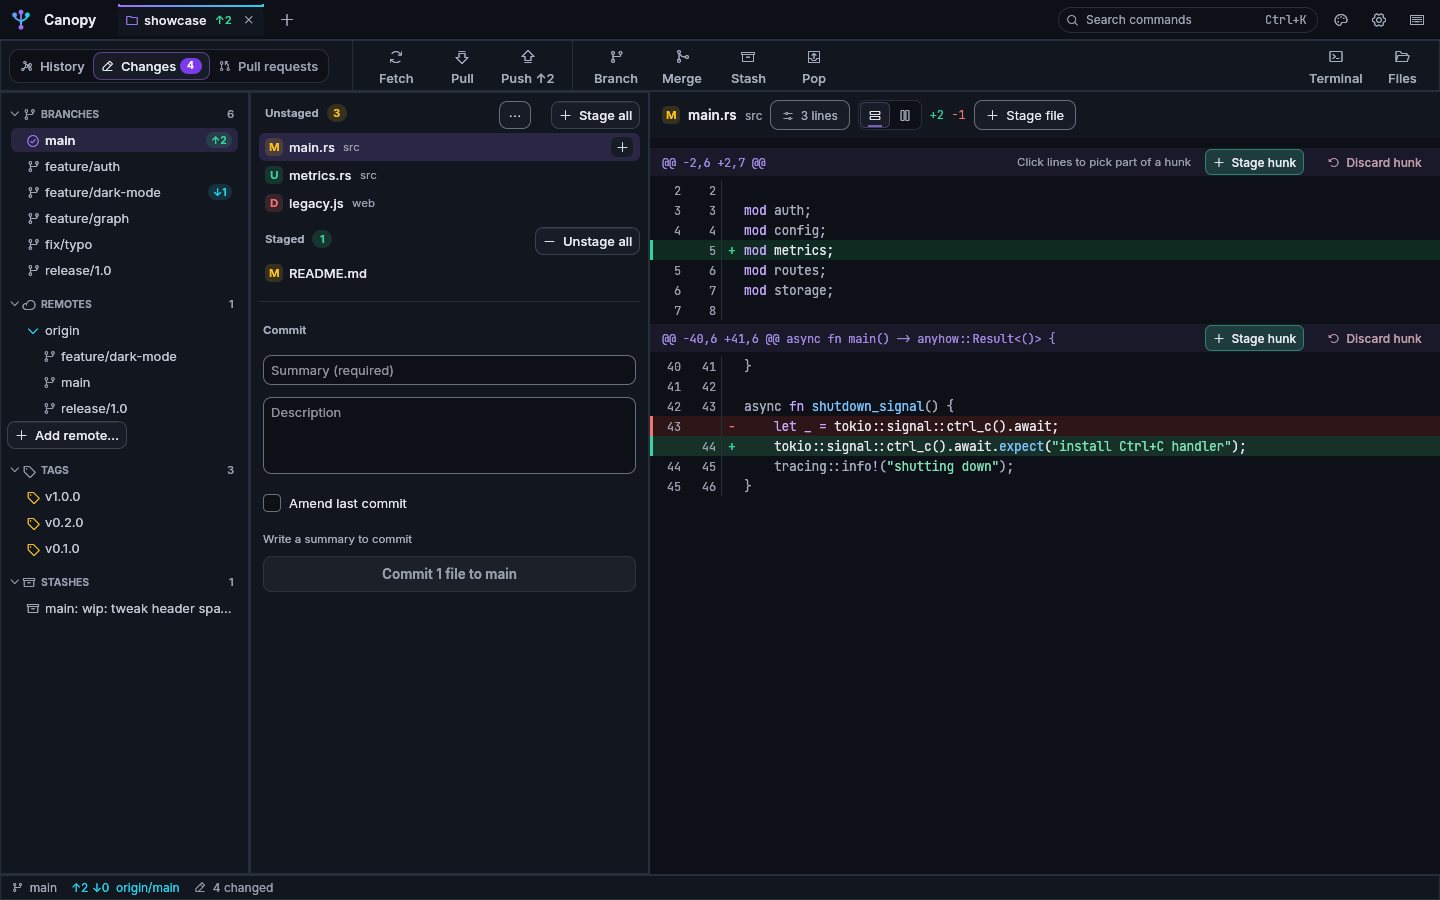 Canopy
showcase ↑2 ×
Search commands Ctrl+K
History
Changes 4
Pull requests
Fetch
Pull
Push ↑2
Branch
Merge
Stash
Pop
Terminal
Files
BRANCHES 6
main ↑2
feature/auth
feature/dark-mode ↓1
feature/graph
fix/typo
release/1.0
REMOTES 1
origin
feature/dark-mode
main
release/1.0
+ Add remote...
TAGS 3
v1.0.0
v0.2.0
v0.1.0
STASHES 1
main: wip: tweak header spa...
Unstaged 3
... + Stage all
M main.rs src +
U metrics.rs src
D legacy.js web
Staged 1
— Unstage all
M README.md
Commit
Summary (required)
Description
Amend last commit
Write a summary to commit
Commit 1 file to main
M main.rs src 3 lines +2 -1 + Stage file
@@ -2,6 +2,7 @@ Click lines to pick part of a hunk + Stage hunk Discard hunk
2 2
3 3 mod auth;
4 4 mod config;
5 + mod metrics;
5 6 mod routes;
6 7 mod storage;
7 8
@@ -40,6 +41,6 @@ async fn main() -> anyhow::Result<()> { + Stage hunk Discard hunk
40 41 }
41 42
42 43 async fn shutdown_signal() {
43 - let _ = tokio::signal::ctrl_c().await;
44 + tokio::signal::ctrl_c().await.expect("install Ctrl+C handler");
44 45 tracing::info!("shutting down");
45 46 }
main ↑2 ↓0 origin/main 4 changed